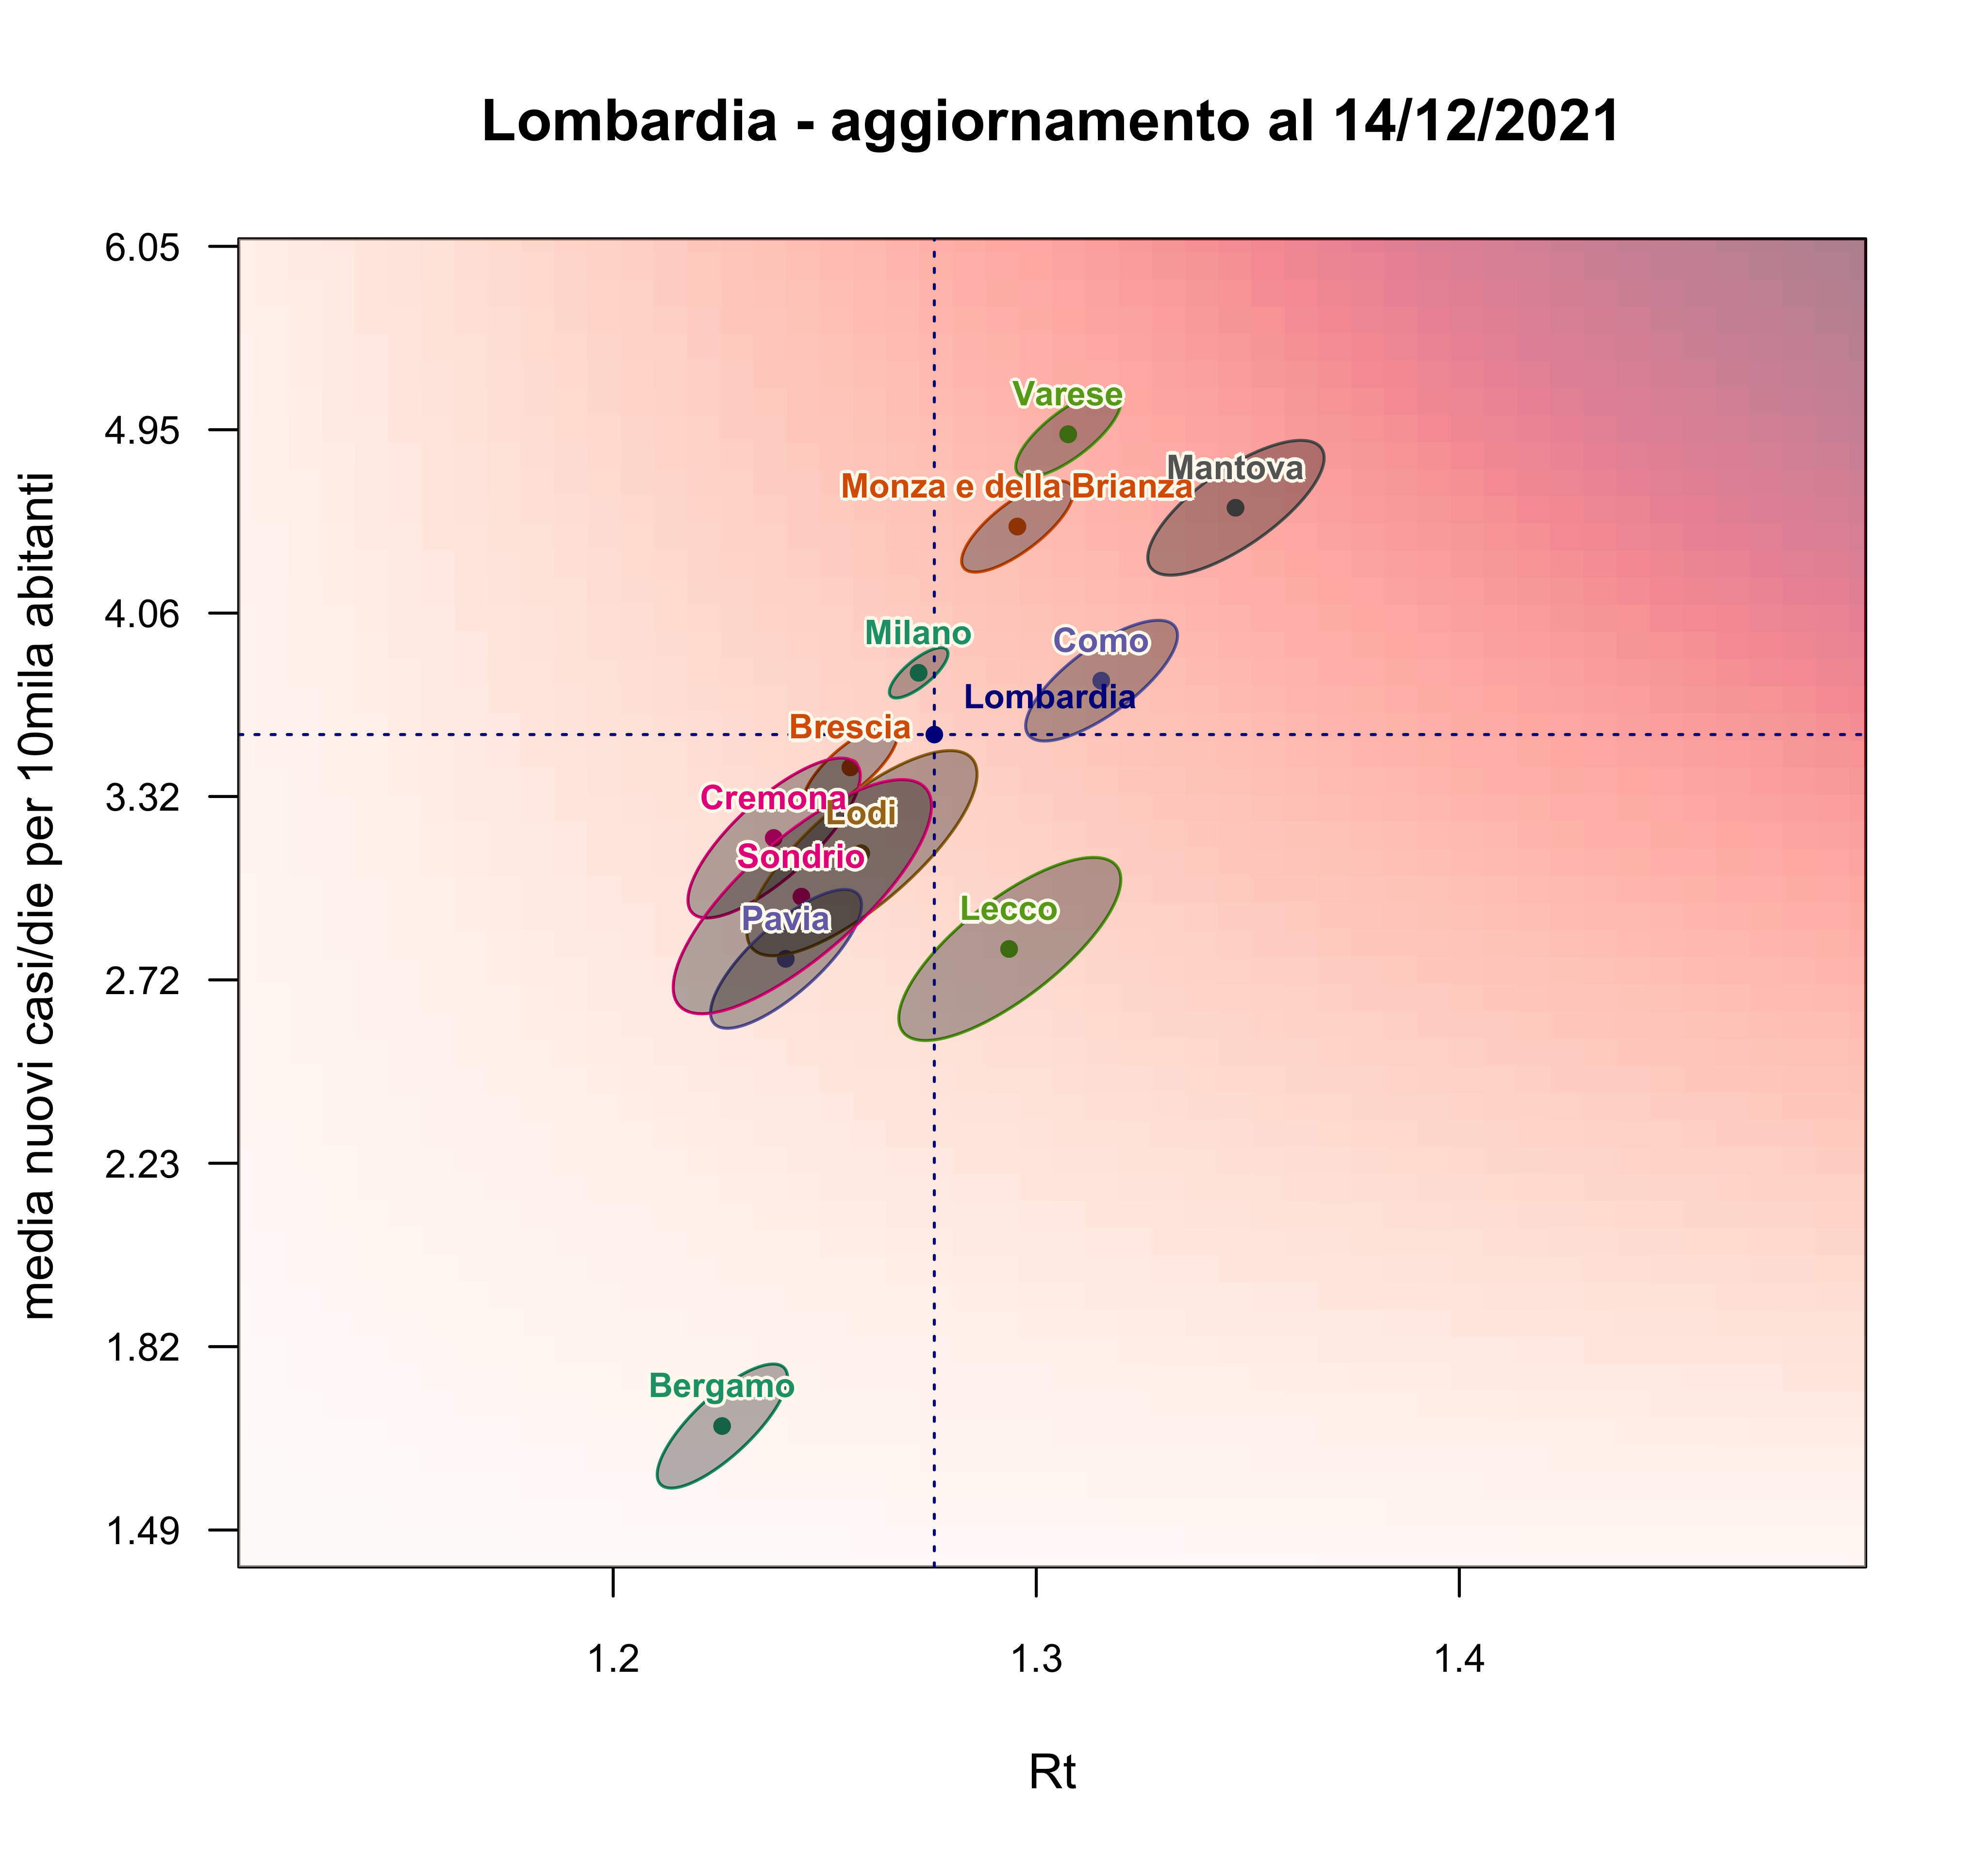 Lombardia - aggiornamento al 14/12/2021
media nuovi casi/die per 10mila abitanti
6.05
4.95
4.06
3.32
2.72
2.23
1.82
1.49
Varese
Mantova
Monza e della Brianza
Milano
Como
Lombardia
Brescia
Cremona
Lodi
Sondrio
Lecco
Pavia
Bergamo
1.2
1.3
1.4
Rt